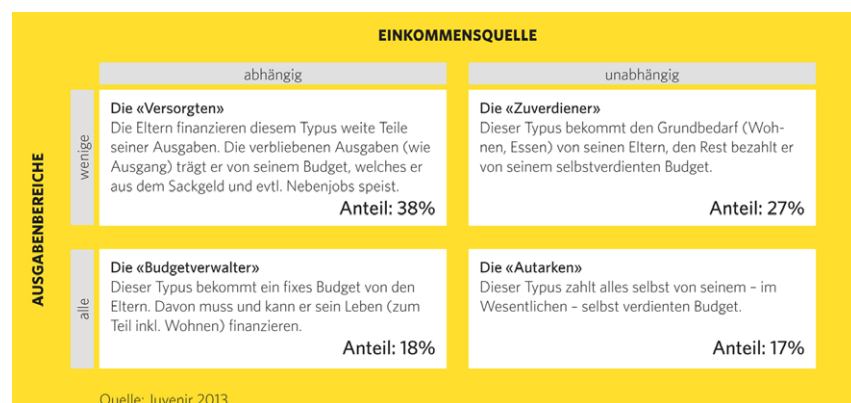 EINKOMMENSQUELLE
abhängig
unabhängig
AUSGABENBEREICHE
wenige
Die «Versorgten»
Die Eltern finanzieren diesem Typus weite Teile
seiner Ausgaben. Die verbliebenen Ausgaben (wie
Ausgang) trägt er von seinem Budget, welches er
aus dem Sackgeld und evtl. Nebenjobs speist.
Anteil: 38%
Die «Zuverdiener»
Dieser Typus bekommt den Grundbedarf (Woh-
nen, Essen) von seinen Eltern, den Rest bezahlt er
von seinem selbstverdienten Budget.
Anteil: 27%
alle
Die «Budgetverwalter»
Dieser Typus bekommt ein fixes Budget von den
Eltern. Davon muss und kann er sein Leben (zum
Teil inkl. Wohnen) finanzieren.
Anteil: 18%
Die «Autarken»
Dieser Typus zahlt alles selbst von seinem – im
Wesentlichen – selbst verdienten Budget.
Anteil: 17%
Quelle: Juvenir 2013